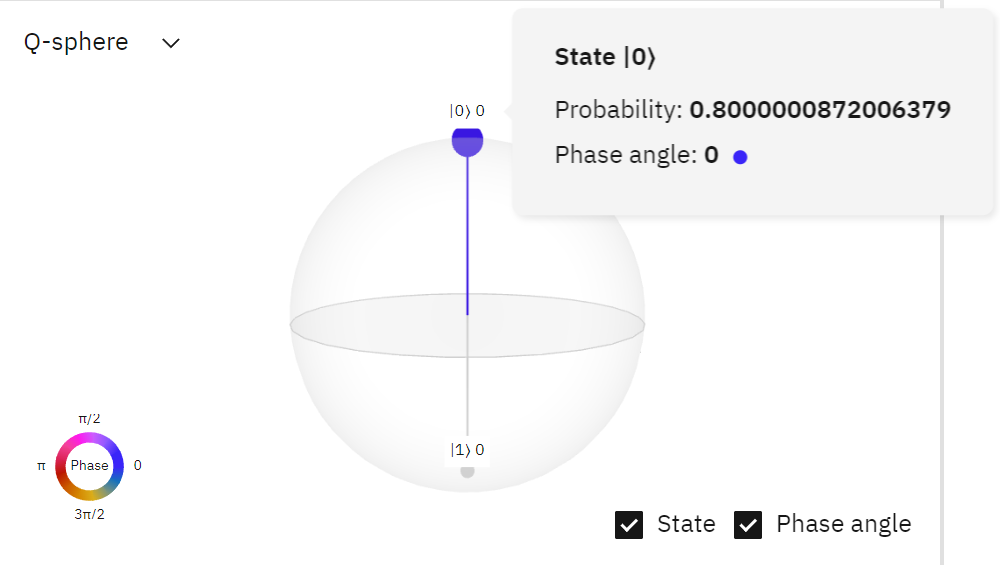 Q-sphere
State |0⟩
Probability: 0.8000000872006379
Phase angle: 0
|0⟩ 0
|1⟩ 0
π/2
π Phase 0
3π/2
State Phase angle